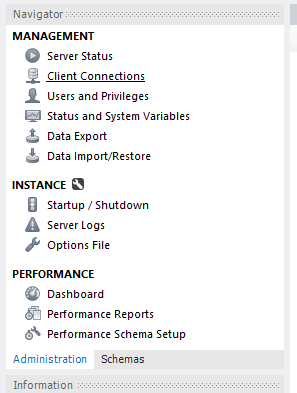 Navigator
MANAGEMENT
Server Status
Client Connections
Users and Privileges
Status and System Variables
Data Export
Data Import/Restore
INSTANCE
Startup / Shutdown
Server Logs
Options File
PERFORMANCE
Dashboard
Performance Reports
Performance Schema Setup
Administration Schemas
Information